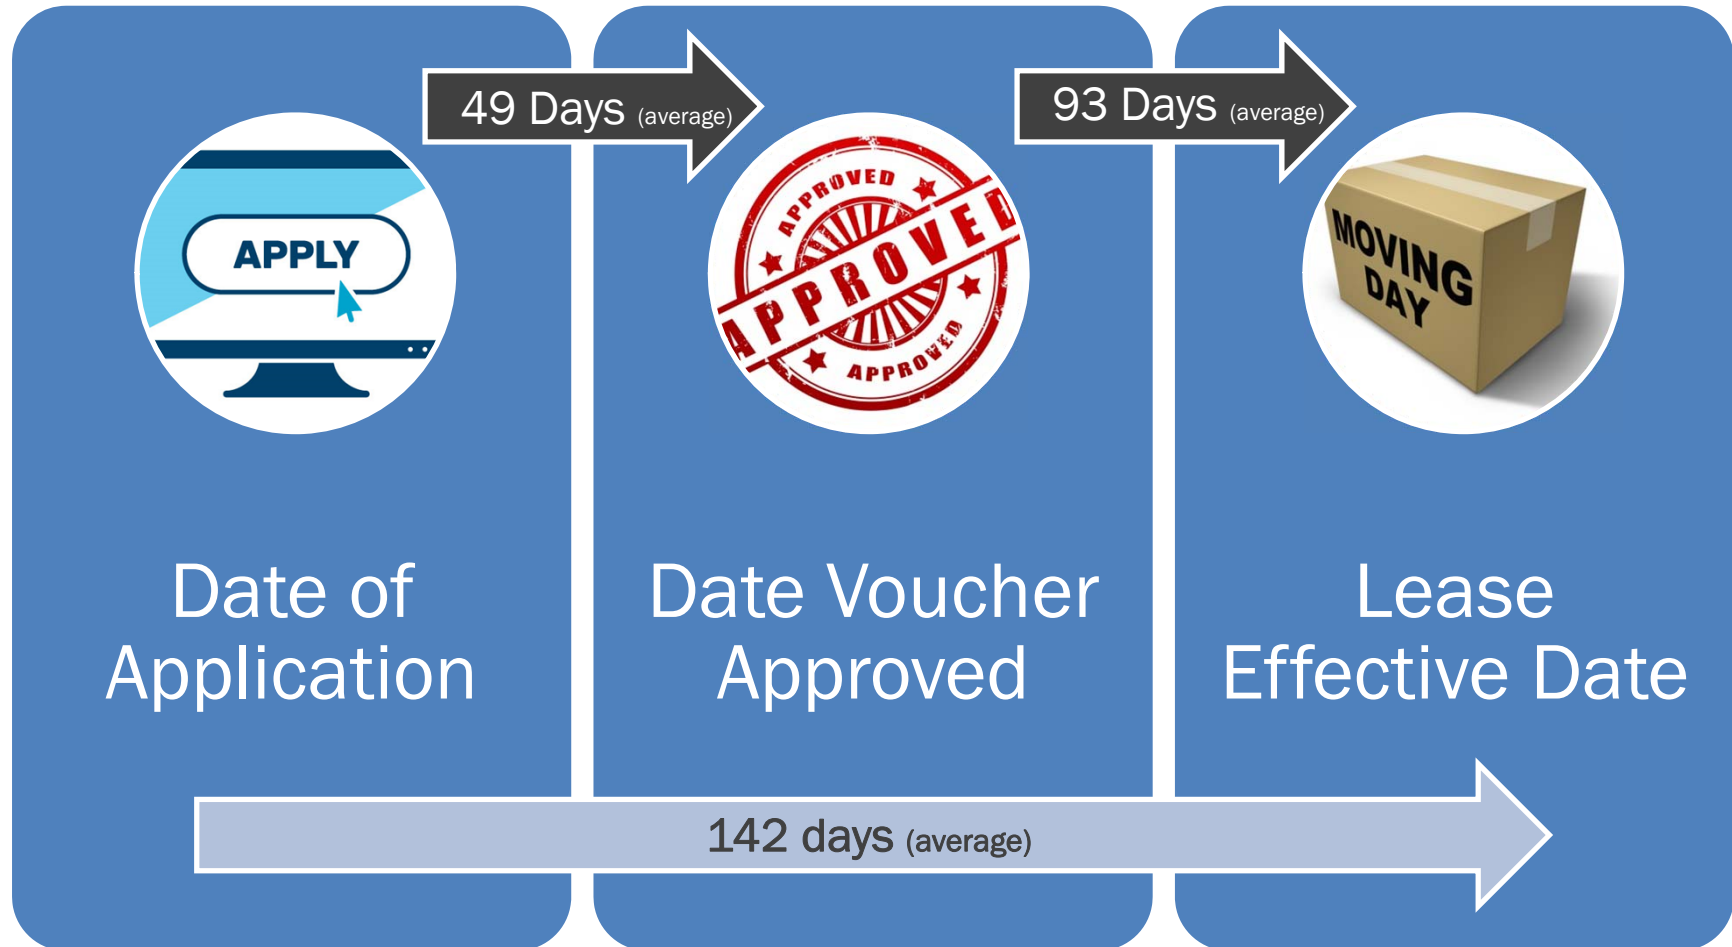 49 Days (average)
93 Days (average)
APPLY
APPROVED
APPROVED
APPROVED
MOVING
DAY
Date of
Application
Date Voucher
Approved
Lease
Effective Date
142 days (average)